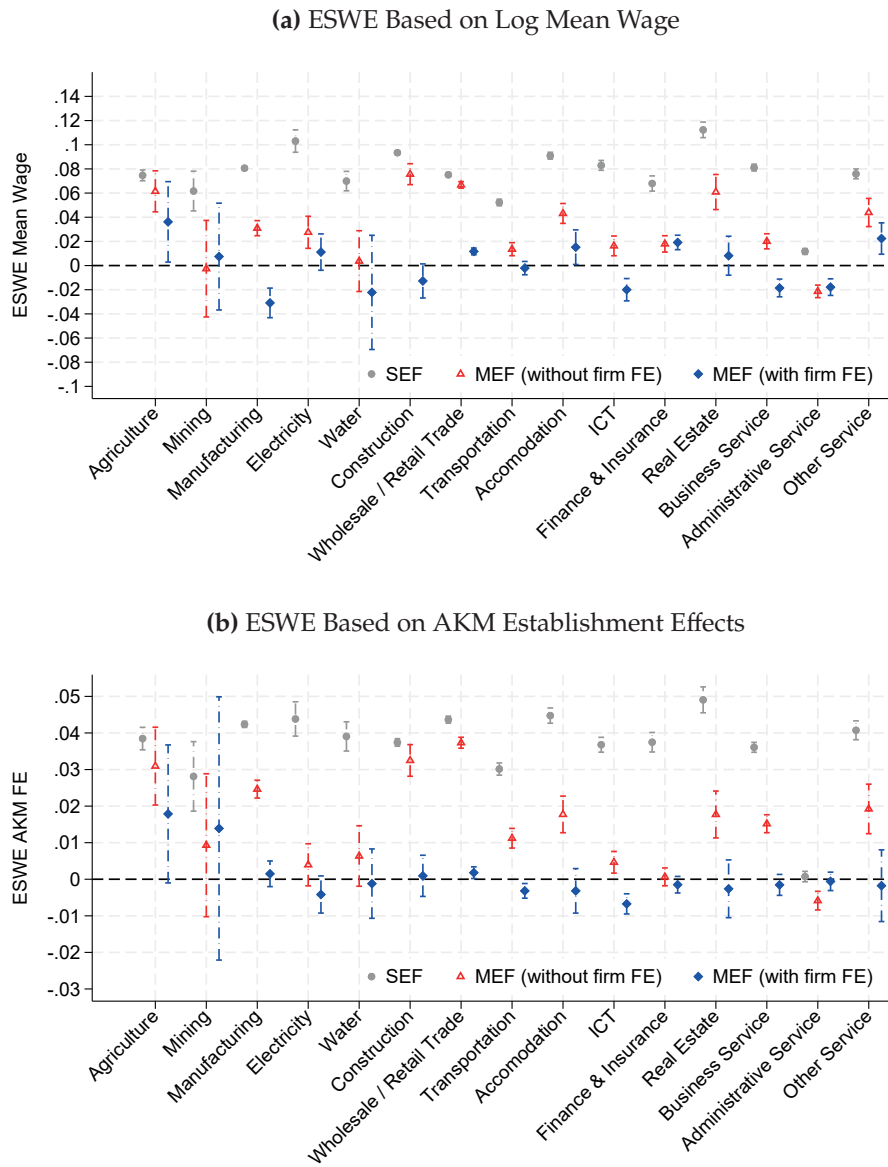 (a) ESWE Based on Log Mean Wage
.14
.12
.1
.08
.06
.04
.02
0
-.02
-.04
-.06
-.08
-.1
ESWE Mean Wage
SEF MEF (without firm FE) MEF (with firm FE)
Agriculture
Mining
Manufacturing
Electricity
Water
Construction
Wholesale / Retail Trade
Transportation
Accomodation
ICT
Finance & Insurance
Real Estate
Business Service
Administrative Service
Other Service
(b) ESWE Based on AKM Establishment Effects
.05
.04
.03
.02
.01
0
-.01
-.02
-.03
ESWE AKM FE
SEF MEF (without firm FE) MEF (with firm FE)
Agriculture
Mining
Manufacturing
Electricity
Water
Construction
Wholesale / Retail Trade
Transportation
Accomodation
ICT
Finance & Insurance
Real Estate
Business Service
Administrative Service
Other Service